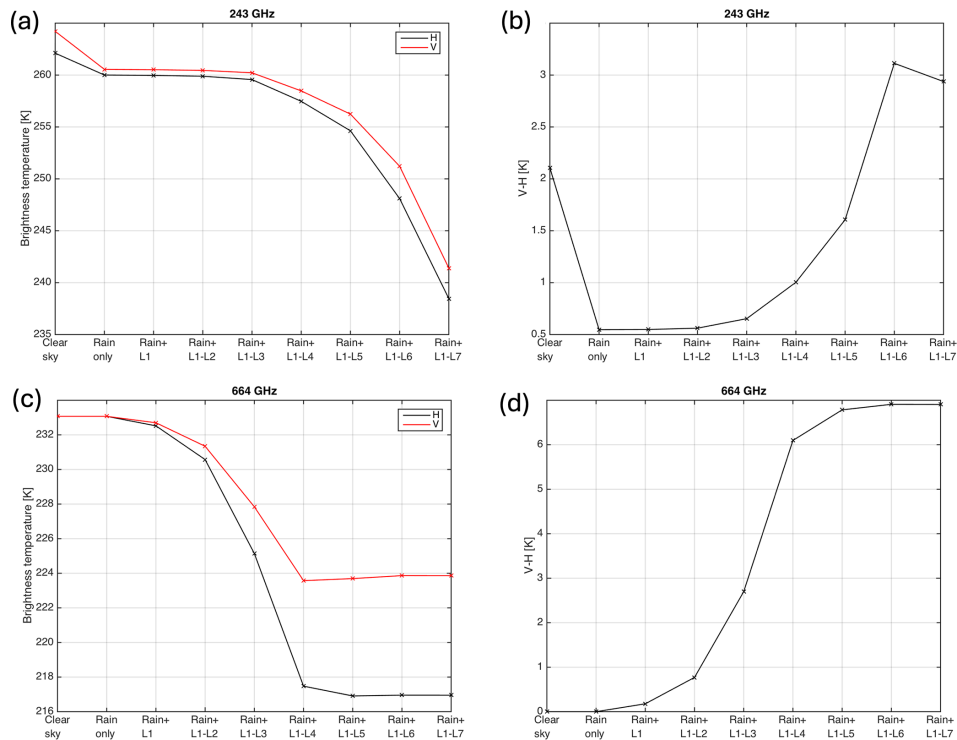 (a)
243 GHz
H
V
Brightness temperature [K]
260
255
250
245
240
235
Clear Rain Rain+ Rain+ Rain+ Rain+ Rain+ Rain+ Rain+
sky only L1 L1-L2 L1-L3 L1-L4 L1-L5 L1-L6 L1-L7
(b)
243 GHz
V-H [K]
3
2.5
2
1.5
1
0.5
Clear Rain Rain+ Rain+ Rain+ Rain+ Rain+ Rain+ Rain+
sky only L1 L1-L2 L1-L3 L1-L4 L1-L5 L1-L6 L1-L7
(c)
664 GHz
H
V
Brightness temperature [K]
232
230
228
226
224
222
220
218
216
Clear Rain Rain+ Rain+ Rain+ Rain+ Rain+ Rain+ Rain+
sky only L1 L1-L2 L1-L3 L1-L4 L1-L5 L1-L6 L1-L7
(d)
664 GHz
V-H [K]
6
5
4
3
2
1
0
Clear Rain Rain+ Rain+ Rain+ Rain+ Rain+ Rain+ Rain+
sky only L1 L1-L2 L1-L3 L1-L4 L1-L5 L1-L6 L1-L7